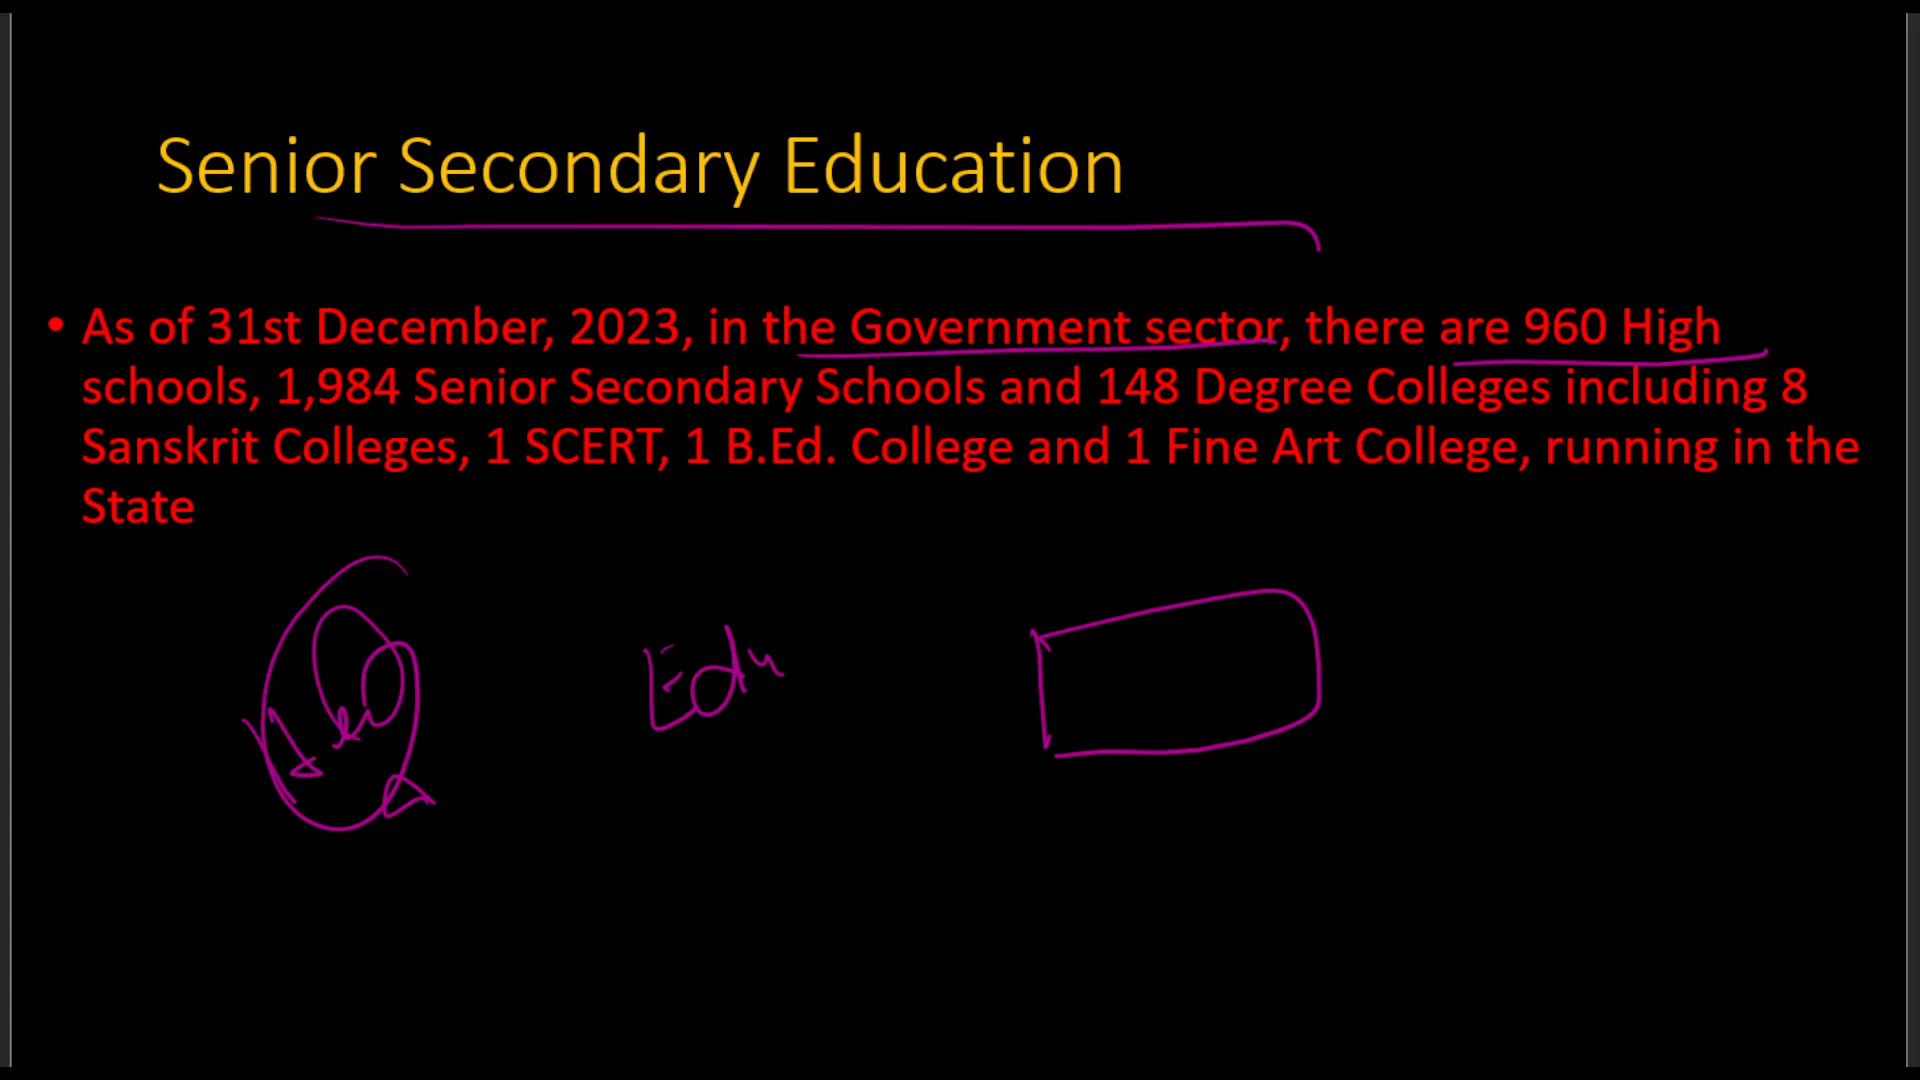 Senior Secondary Education
• As of 31st December, 2023, in the Government sector, there are 960 High
schools, 1,984 Senior Secondary Schools and 148 Degree Colleges including 8
Sanskrit Colleges, 1 SCERT, 1 B.Ed. College and 1 Fine Art College, running in the
State
Edu